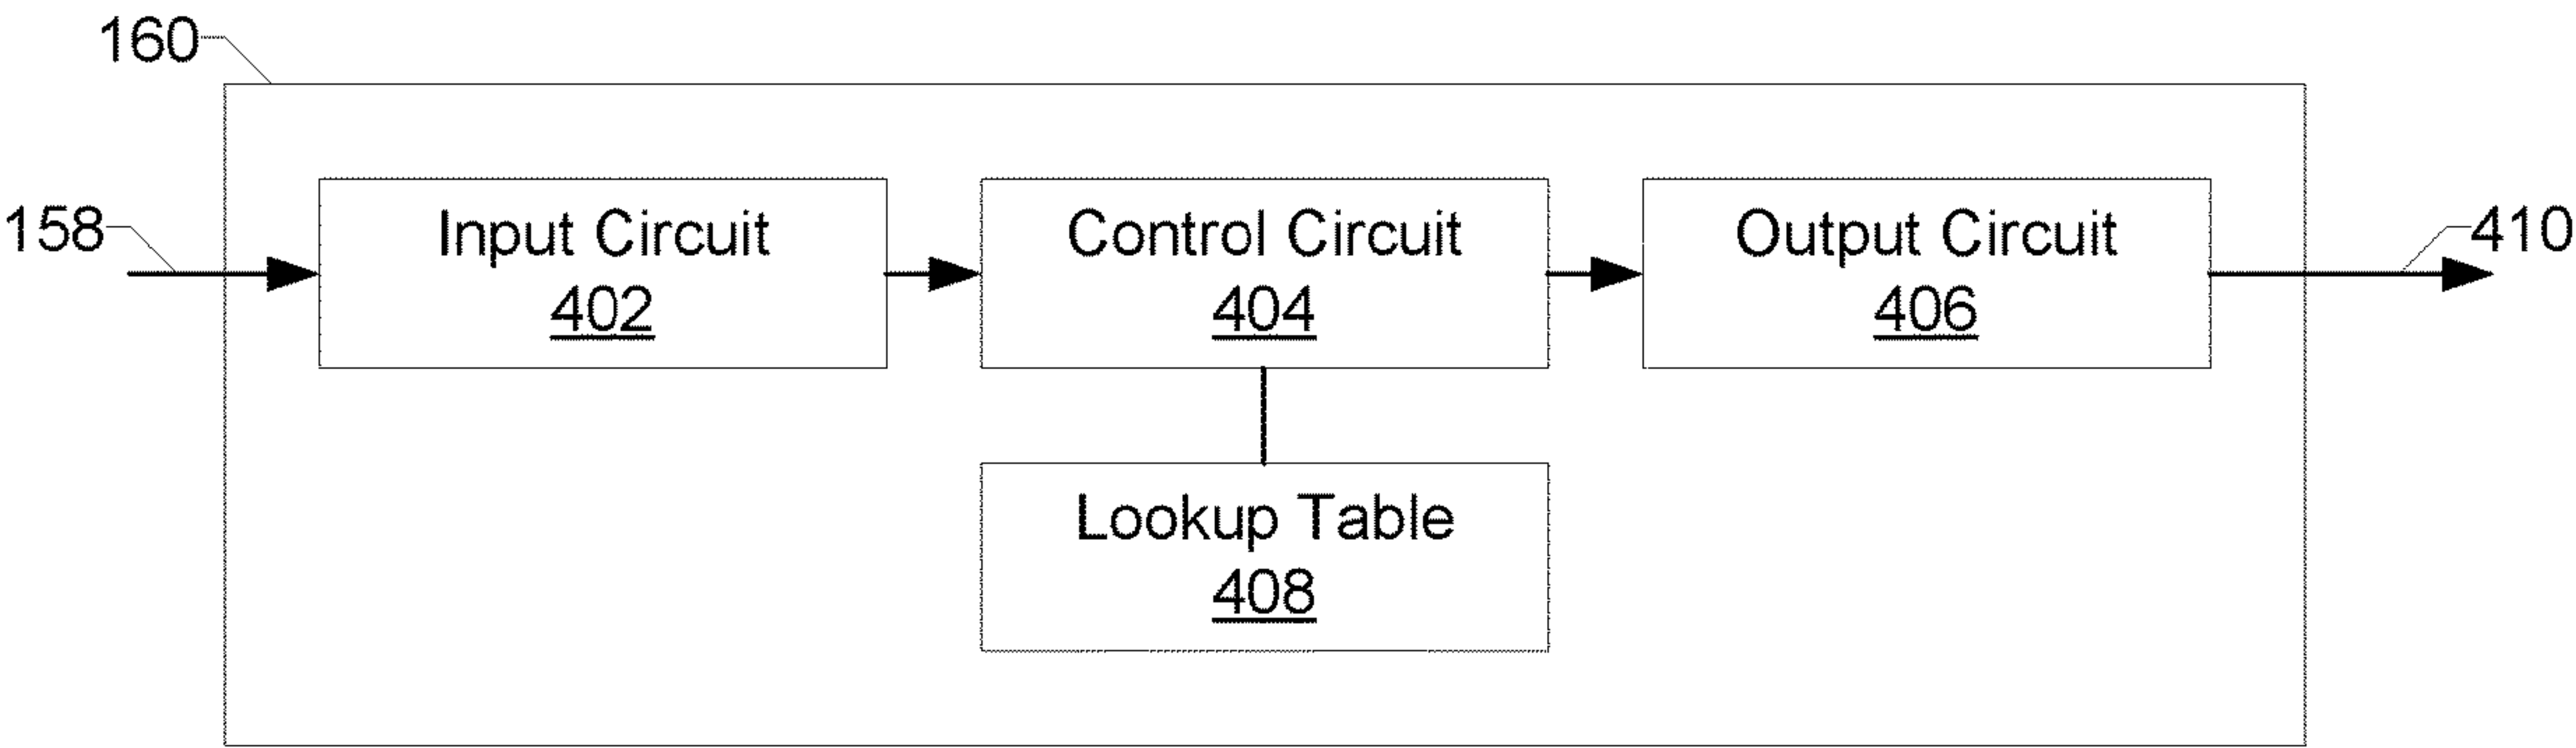 160
158
Input Circuit
402
Control Circuit
404
Output Circuit
406
410
Lookup Table
408